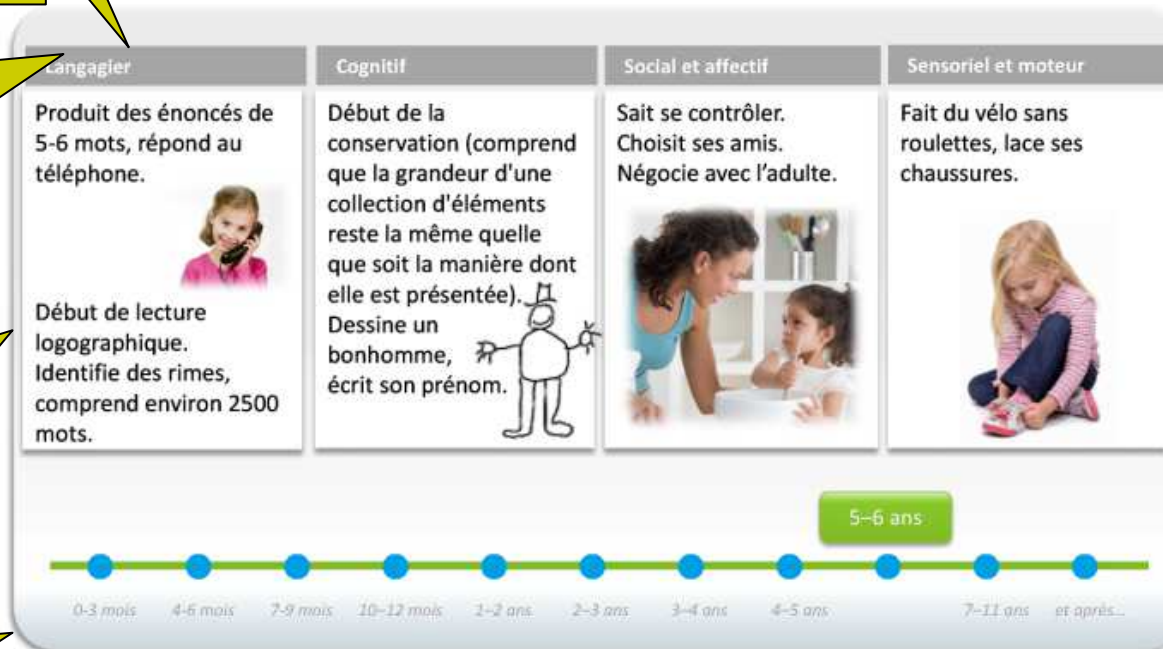 Langagier
Produit des énoncés de
5-6 mots, répond au
téléphone.
Début de lecture
logographique.
Identifie des rimes,
comprend environ 2500
mots.
Cognitif
Début de la
conservation (comprend
que la grandeur d'une
collection d'éléments
reste la même quelle
que soit la manière dont
elle est présentée).
Dessine un
bonhomme,
écrit son prénom.
Social et affectif
Sait se contrôler.
Choisit ses amis.
Négocie avec l'adulte.
Sensoriel et moteur
Fait du vélo sans
roulettes, lace ses
chaussures.
5–6 ans
0-3 mois 4-6 mois 7-9 mois 10–12 mois 1–2 ans 2–3 ans 3–4 ans 4–5 ans 7–11 ans et après...